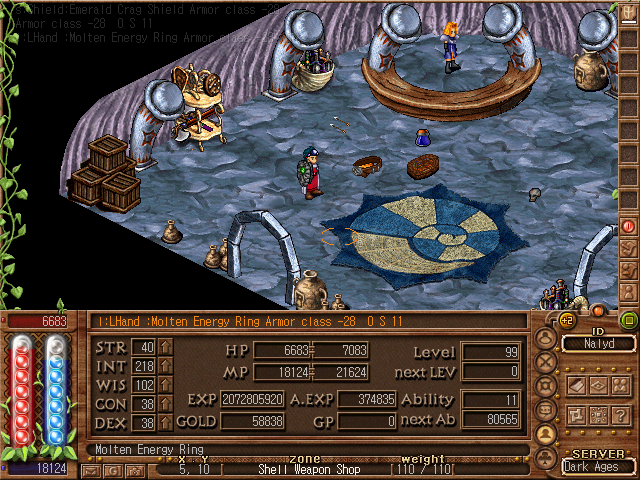 Shield:Emerald Crag Shield Armor class -28
Armor class -28 0 S 11
:LHand :Molten Energy Ring Armor class -28
6683
I:LHand :Molten Energy Ring Armor class -28 0 S 11
+2
ID
Nalyd
STR 40 HP 6683 7083 Level 99
INT 218 MP 18124 21624 next LEV 0
WIS 102
CON 38 EXP 2072805920 A.EXP 374835 Ability 11
DEX 38 GOLD 58838 GP 0 next Ab 80565
Molten Energy Ring
X Y zone weight
18124 5, 10 Shell Weapon Shop [110 / 110]
SERVER
Dark Ages